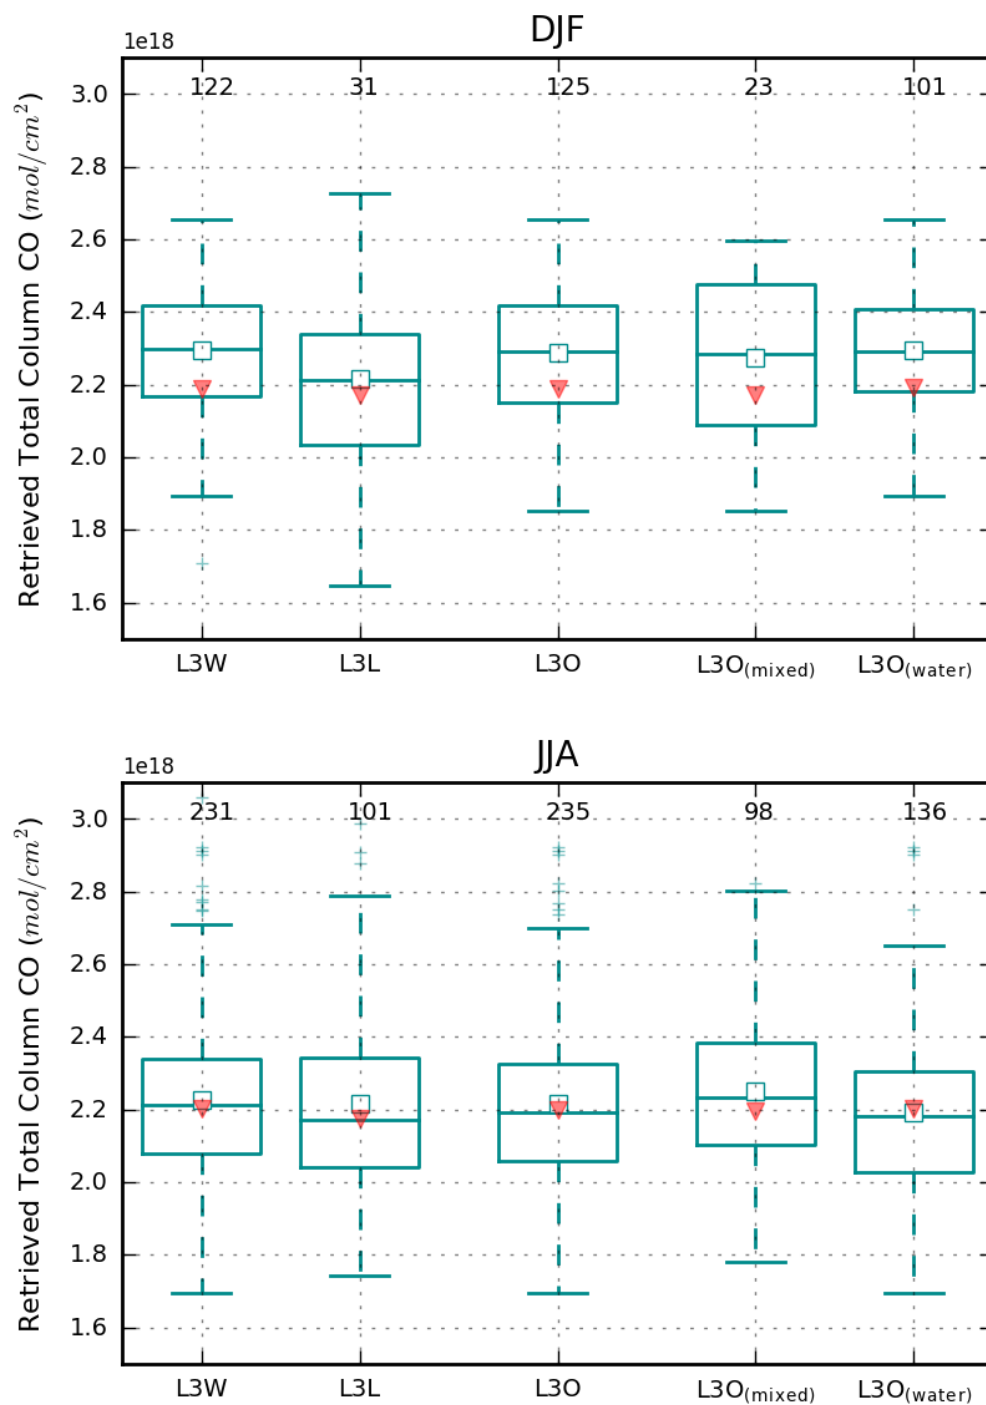 DJF
1e18
122 31 125 23 101
3.0
2.8
2.6
2.4
2.2
2.0
1.8
1.6
Retrieved Total Column CO (mol/cm²)
L3W L3L L3O L3O(mixed) L3O(water)
JJA
1e18
231 101 235 98 136
3.0
2.8
2.6
2.4
2.2
2.0
1.8
1.6
Retrieved Total Column CO (mol/cm²)
L3W L3L L3O L3O(mixed) L3O(water)